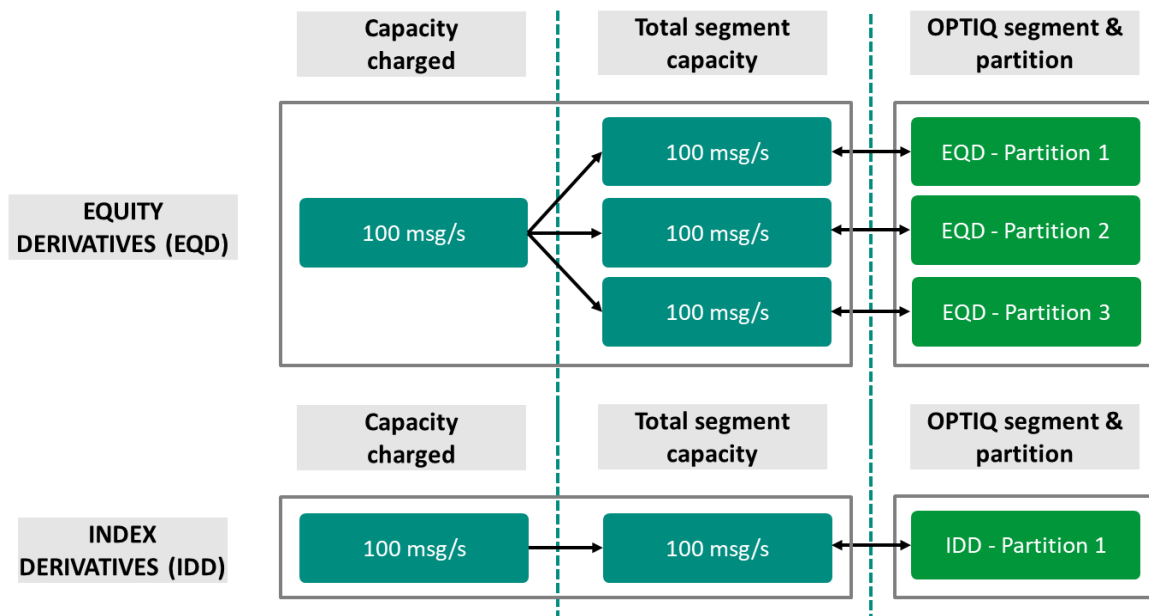 Capacity
charged
Total segment
capacity
OPTIQ segment &
partition
EQUITY
DERIVATIVES (EQD)
100 msg/s
100 msg/s
EQD - Partition 1
100 msg/s
EQD - Partition 2
100 msg/s
EQD - Partition 3
Capacity
charged
Total segment
capacity
OPTIQ segment &
partition
INDEX
DERIVATIVES (IDD)
100 msg/s
100 msg/s
IDD - Partition 1